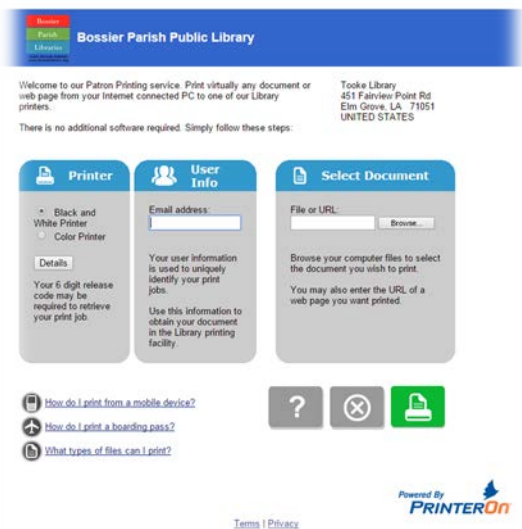 Bossier
Parish
Libraries
Bossier Parish Public Library
Welcome to our Patron Printing service. Print virtually any document or
web page from your Internet connected PC to one of our Library
printers.
There is no additional software required. Simply follow these steps:
Tooke Library
451 Fairview Point Rd
Elm Grove, LA 71051
UNITED STATES
Printer
Black and
White Printer
Color Printer
Details
Your 6 digit release
code may be
required to retrieve
your print job.
User
Info
Email address:
Your user information
is used to uniquely
identify your print
jobs.
Use this information to
obtain your document
in the Library printing
facility.
Select Document
File or URL:
Browse...
Browse your computer files to select
the document you wish to print.
You may also enter the URL of a
web page you want printed.
How do I print from a mobile device?
How do I print a boarding pass?
What types of files can I print?
?
Powered By
PRINTERON
Terms | Privacy